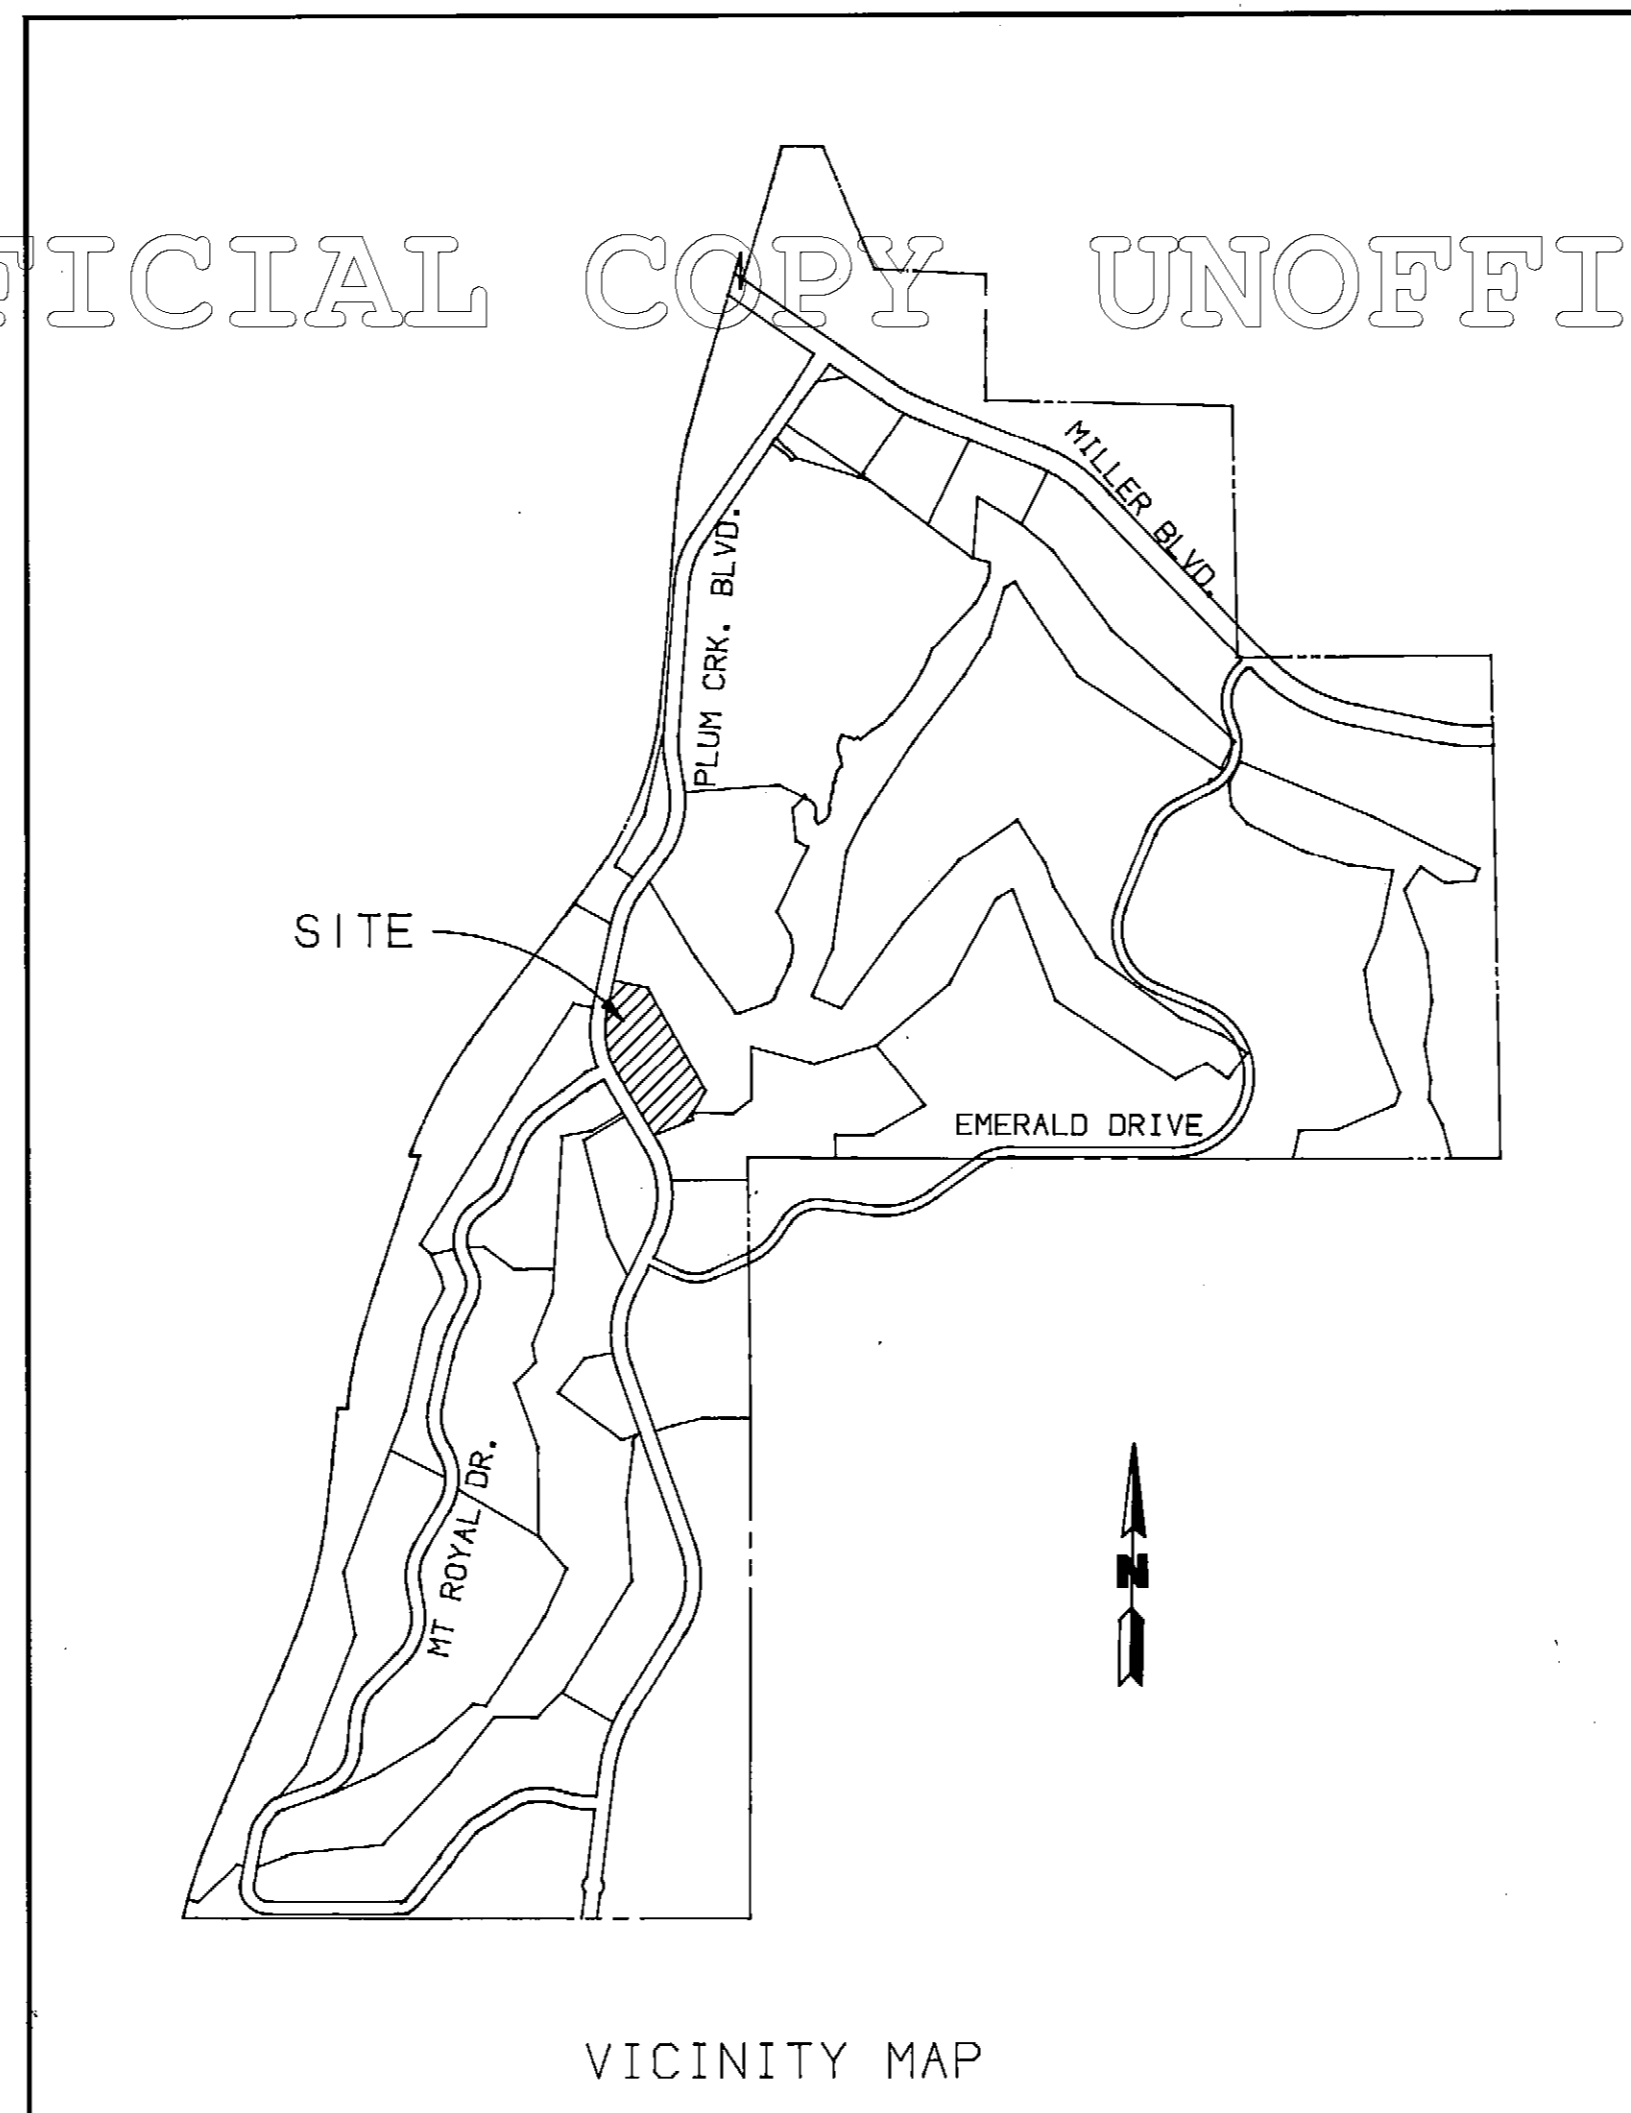 FICIAL COPY UNOFFI
MILLER BLVD.
PLUM CRK. BLVD.
SITE
EMERALD DRIVE
MT ROYAL DR.
N
VICINITY MAP